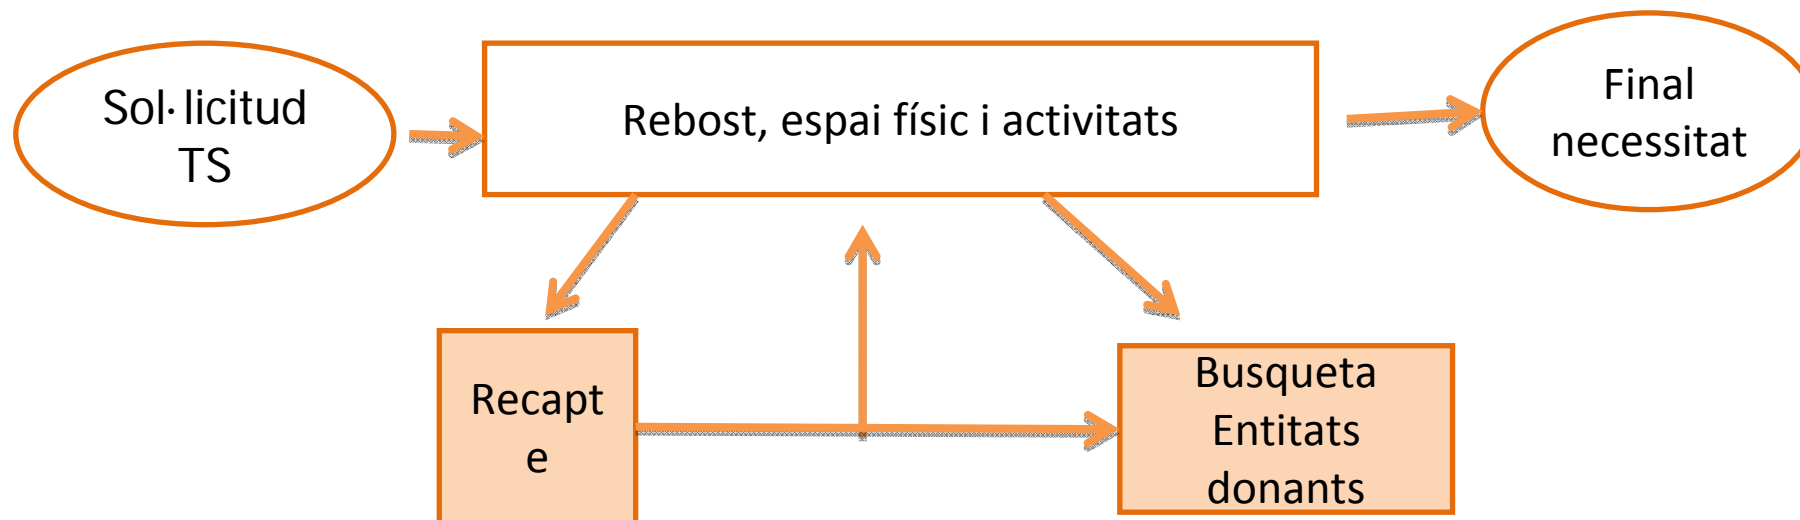 Sol·licitud
TS
Rebost, espai físic i activitats
Final
necessitat
Recapt
e
Busqueta
Entitats
donants